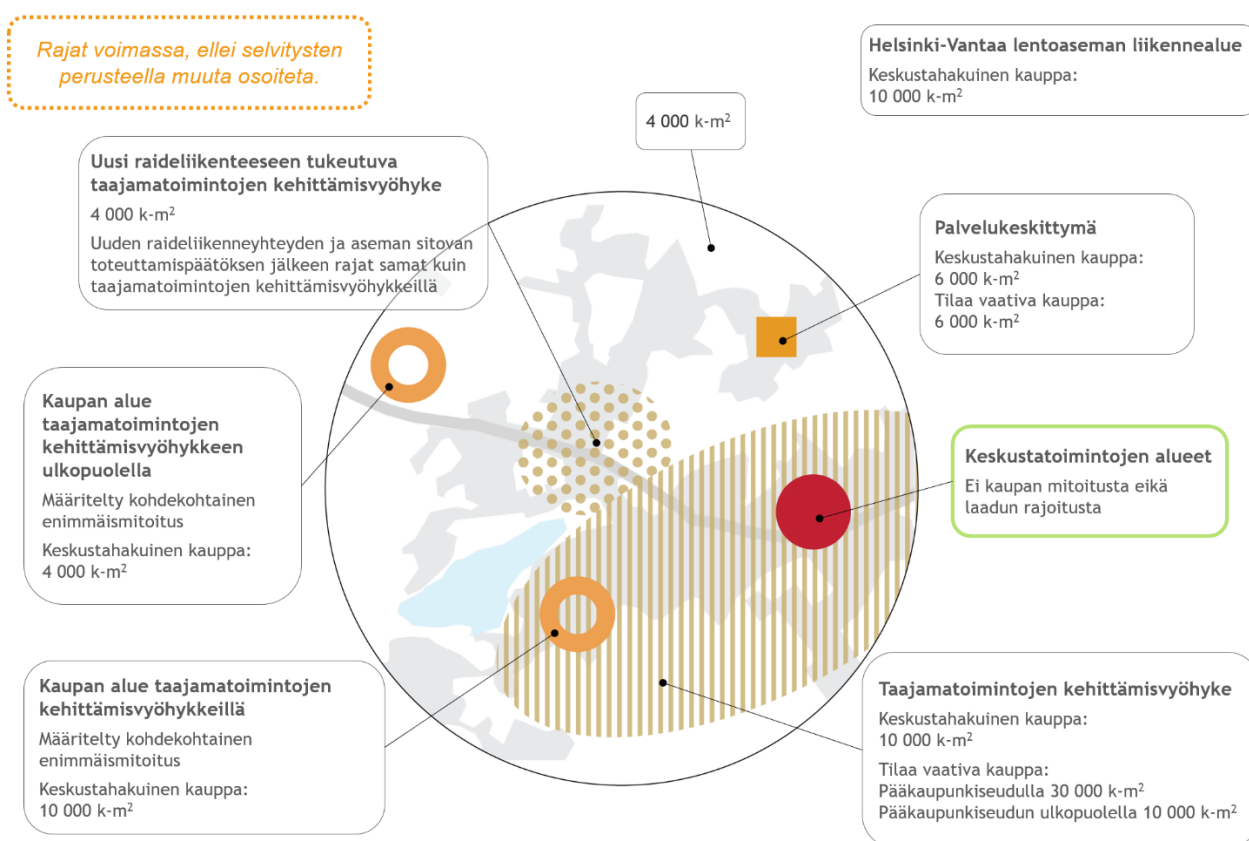 Rajat voimassa, ellei selvitysten
perusteella muuta osoiteta.
Helsinki-Vantaa lentoaseman liikennealue
Keskustahakuinen kauppa:
10 000 k-m²
4 000 k-m²
Uusi raideliikenteeseen tukeutuva
taajamatoimintojen kehittämisvyöhyke
4 000 k-m²
Uuden raideliikenneyhteyden ja aseman sitovan
toteuttamispäätöksen jälkeen rajat samat kuin
taajamatoimintojen kehittämisvyöhykkeillä
Palvelukeskittymä
Keskustahakuinen kauppa:
6 000 k-m²
Tilaa vaativa kauppa:
6 000 k-m²
Kaupan alue
taajamatoimintojen
kehittämisvyöhykkeen
ulkopuolella
Määritelty kohdekohtainen
enimmäismitoitus
Keskustahakuinen kauppa:
4 000 k-m²
Keskustatoimintojen alueet
Ei kaupan mitoitusta eikä
laadun rajoitusta
Kaupan alue taajamatoimintojen
kehittämisvyöhykkeillä
Määritelty kohdekohtainen
enimmäismitoitus
Keskustahakuinen kauppa:
10 000 k-m²
Taajamatoimintojen kehittämisvyöhyke
Keskustahakuinen kauppa:
10 000 k-m²
Tilaa vaativa kauppa:
Pääkaupunkiseudulla 30 000 k-m²
Pääkaupunkiseudun ulkopuolella 10 000 k-m²